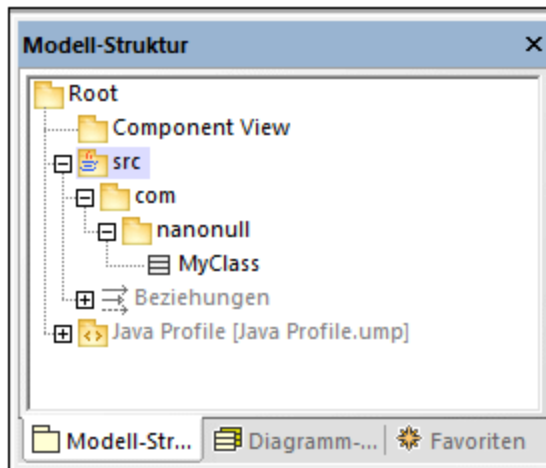 Modell-Struktur
Root
Component View
src
com
nanonull
MyClass
Beziehungen
Java Profile [Java Profile.ump]
Modell-Str... Diagramm-... Favoriten